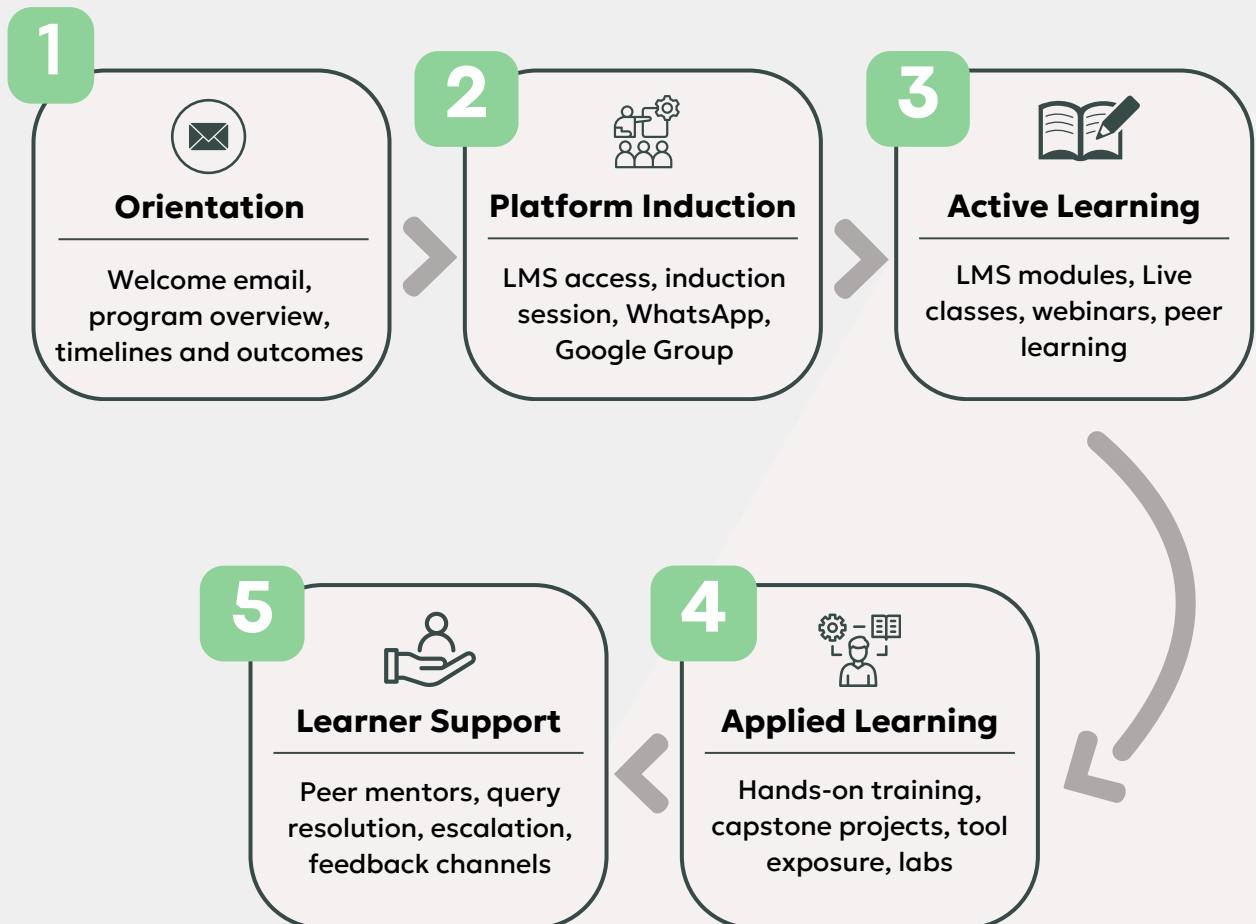 1
Orientation
Welcome email,
program overview,
timelines and outcomes
2
Platform Induction
LMS access, induction
session, WhatsApp,
Google Group
3
Active Learning
LMS modules, Live
classes, webinars, peer
learning
4
Applied Learning
Hands-on training,
capstone projects, tool
exposure, labs
5
Learner Support
Peer mentors, query
resolution, escalation,
feedback channels